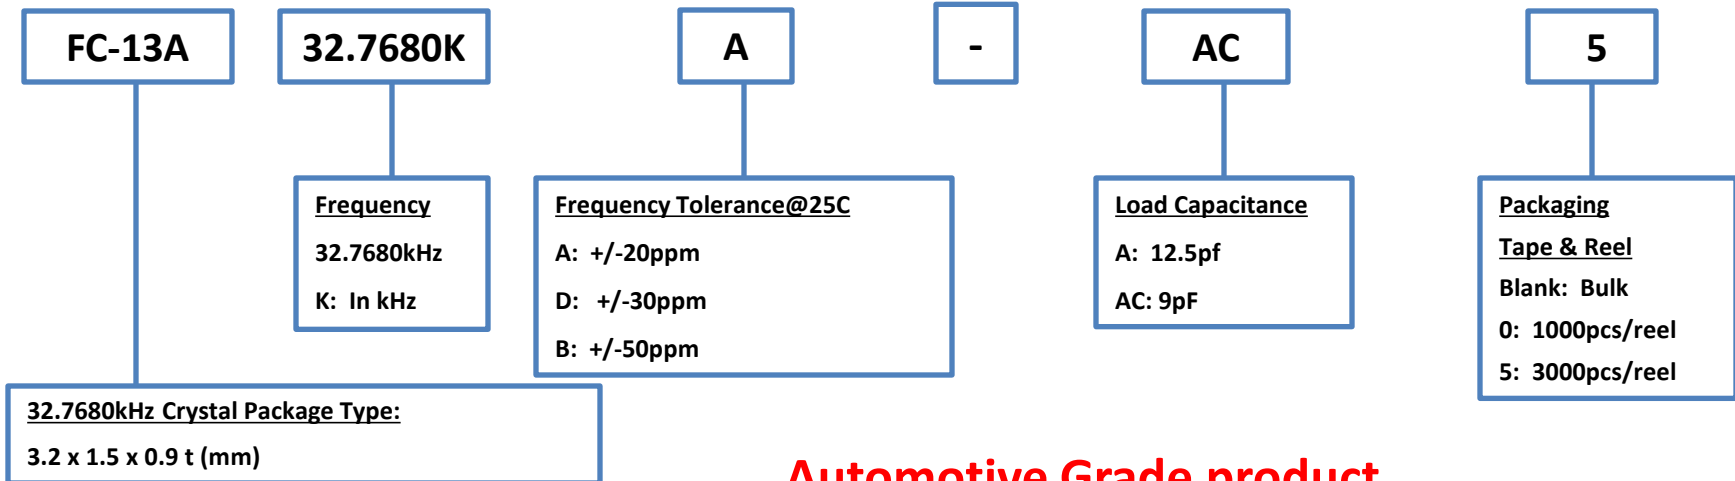 FC-13A
32.7680K
A
-
AC
5
Frequency
32.7680kHz
K: In kHz
Frequency Tolerance@25C
A: +/-20ppm
D: +/-30ppm
B: +/-50ppm
Load Capacitance
A: 12.5pf
AC: 9pF
Packaging
Tape & Reel
Blank: Bulk
0: 1000pcs/reel
5: 3000pcs/reel
32.7680kHz Crystal Package Type:
3.2 x 1.5 x 0.9 t (mm)
Automotive Grade product